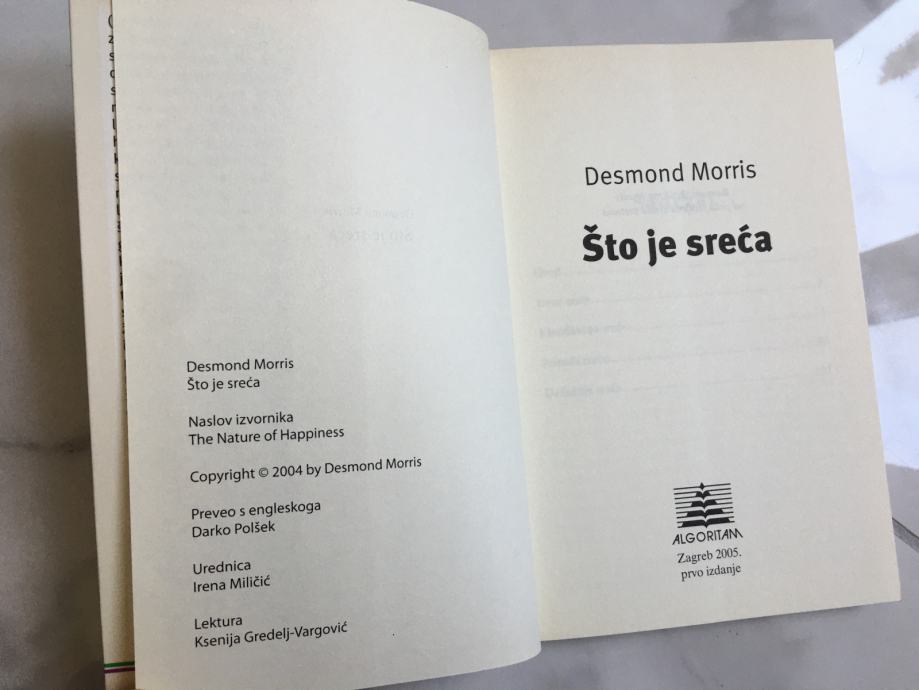 Desmond Morris
Što je sreća
Naslov izvornika
The Nature of Happiness
Copyright © 2004 by Desmond Morris
Preveo s engleskoga
Darko Polšek
Urednica
Irena Miličić
Lektura
Ksenija Gredelj-Vargović
Desmond Morris
Što je sreća
ALGORITAM
Zagreb 2005.
prvo izdanje